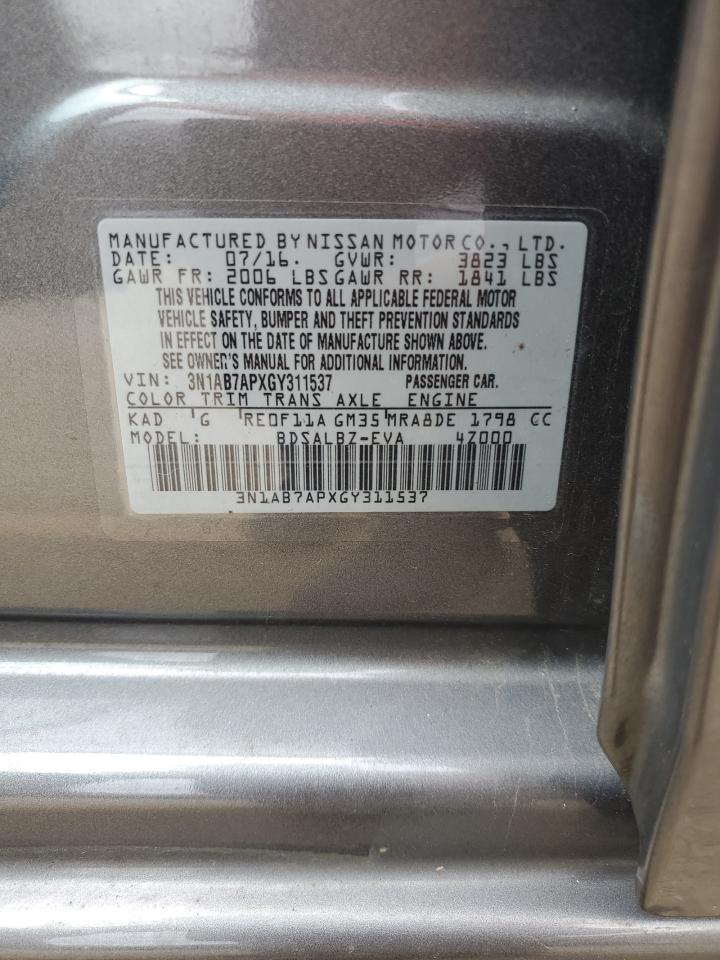 MANUFACTURED BY NISSAN MOTOR CO., LTD.
DATE: 07/16. GVWR: 3823 LBS
GAWR FR: 2006 LBS GAWR RR: 1841 LBS
THIS VEHICLE CONFORMS TO ALL APPLICABLE FEDERAL MOTOR
VEHICLE SAFETY, BUMPER AND THEFT PREVENTION STANDARDS
IN EFFECT ON THE DATE OF MANUFACTURE SHOWN ABOVE.
SEE OWNER'S MANUAL FOR ADDITIONAL INFORMATION.
VIN: 3N1AB7APXGY311537 PASSENGER CAR.
COLOR TRIM TRANS AXLE ENGINE
KAD G RE0F11A GM35 MRA8DE 1798 CC
MODEL: BDSALBZ-EVA 4Z000
3N1AB7APXGY311537